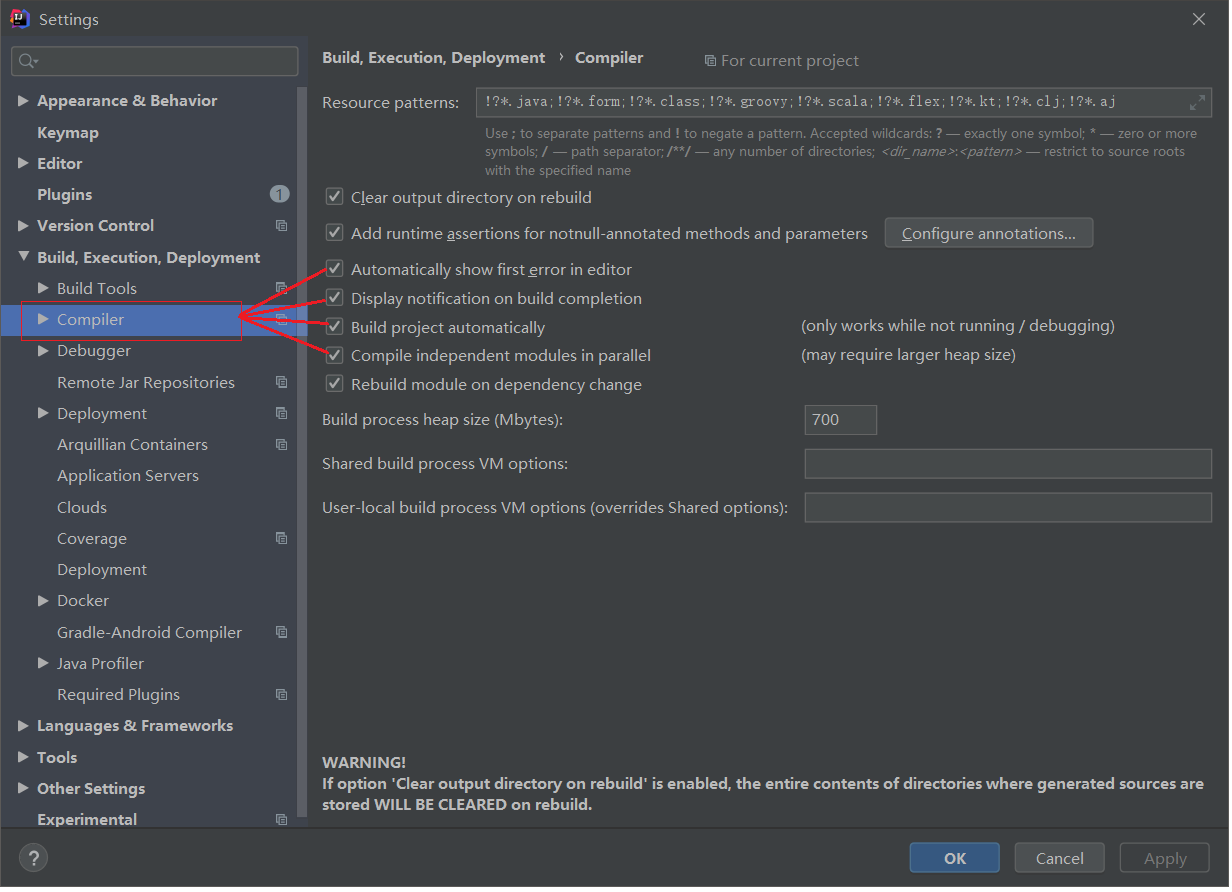 Settings
Build, Execution, Deployment › Compiler
For current project
Appearance & Behavior
Keymap
Editor
Plugins 1
Version Control
Build, Execution, Deployment
Build Tools
Compiler
Debugger
Remote Jar Repositories
Deployment
Arquillian Containers
Application Servers
Clouds
Coverage
Deployment
Docker
Gradle-Android Compiler
Java Profiler
Required Plugins
Languages & Frameworks
Tools
Other Settings
Experimental
Resource patterns: !?*.java;!?*.form;!?*.class;!?*.groovy;!?*.scala;!?*.flex;!?*.kt;!?*.clj;!?*.aj
Use ; to separate patterns and ! to negate a pattern. Accepted wildcards: ? — exactly one symbol; * — zero or more
symbols; / — path separator; /**/ — any number of directories; <dir_name>:<pattern> — restrict to source roots
with the specified name
Clear output directory on rebuild
Add runtime assertions for notnull-annotated methods and parameters Configure annotations...
Automatically show first error in editor
Display notification on build completion
Build project automatically (only works while not running / debugging)
Compile independent modules in parallel (may require larger heap size)
Rebuild module on dependency change
Build process heap size (Mbytes): 700
Shared build process VM options:
User-local build process VM options (overrides Shared options):
WARNING!
If option 'Clear output directory on rebuild' is enabled, the entire contents of directories where generated sources are
stored WILL BE CLEARED on rebuild.
? OK Cancel Apply